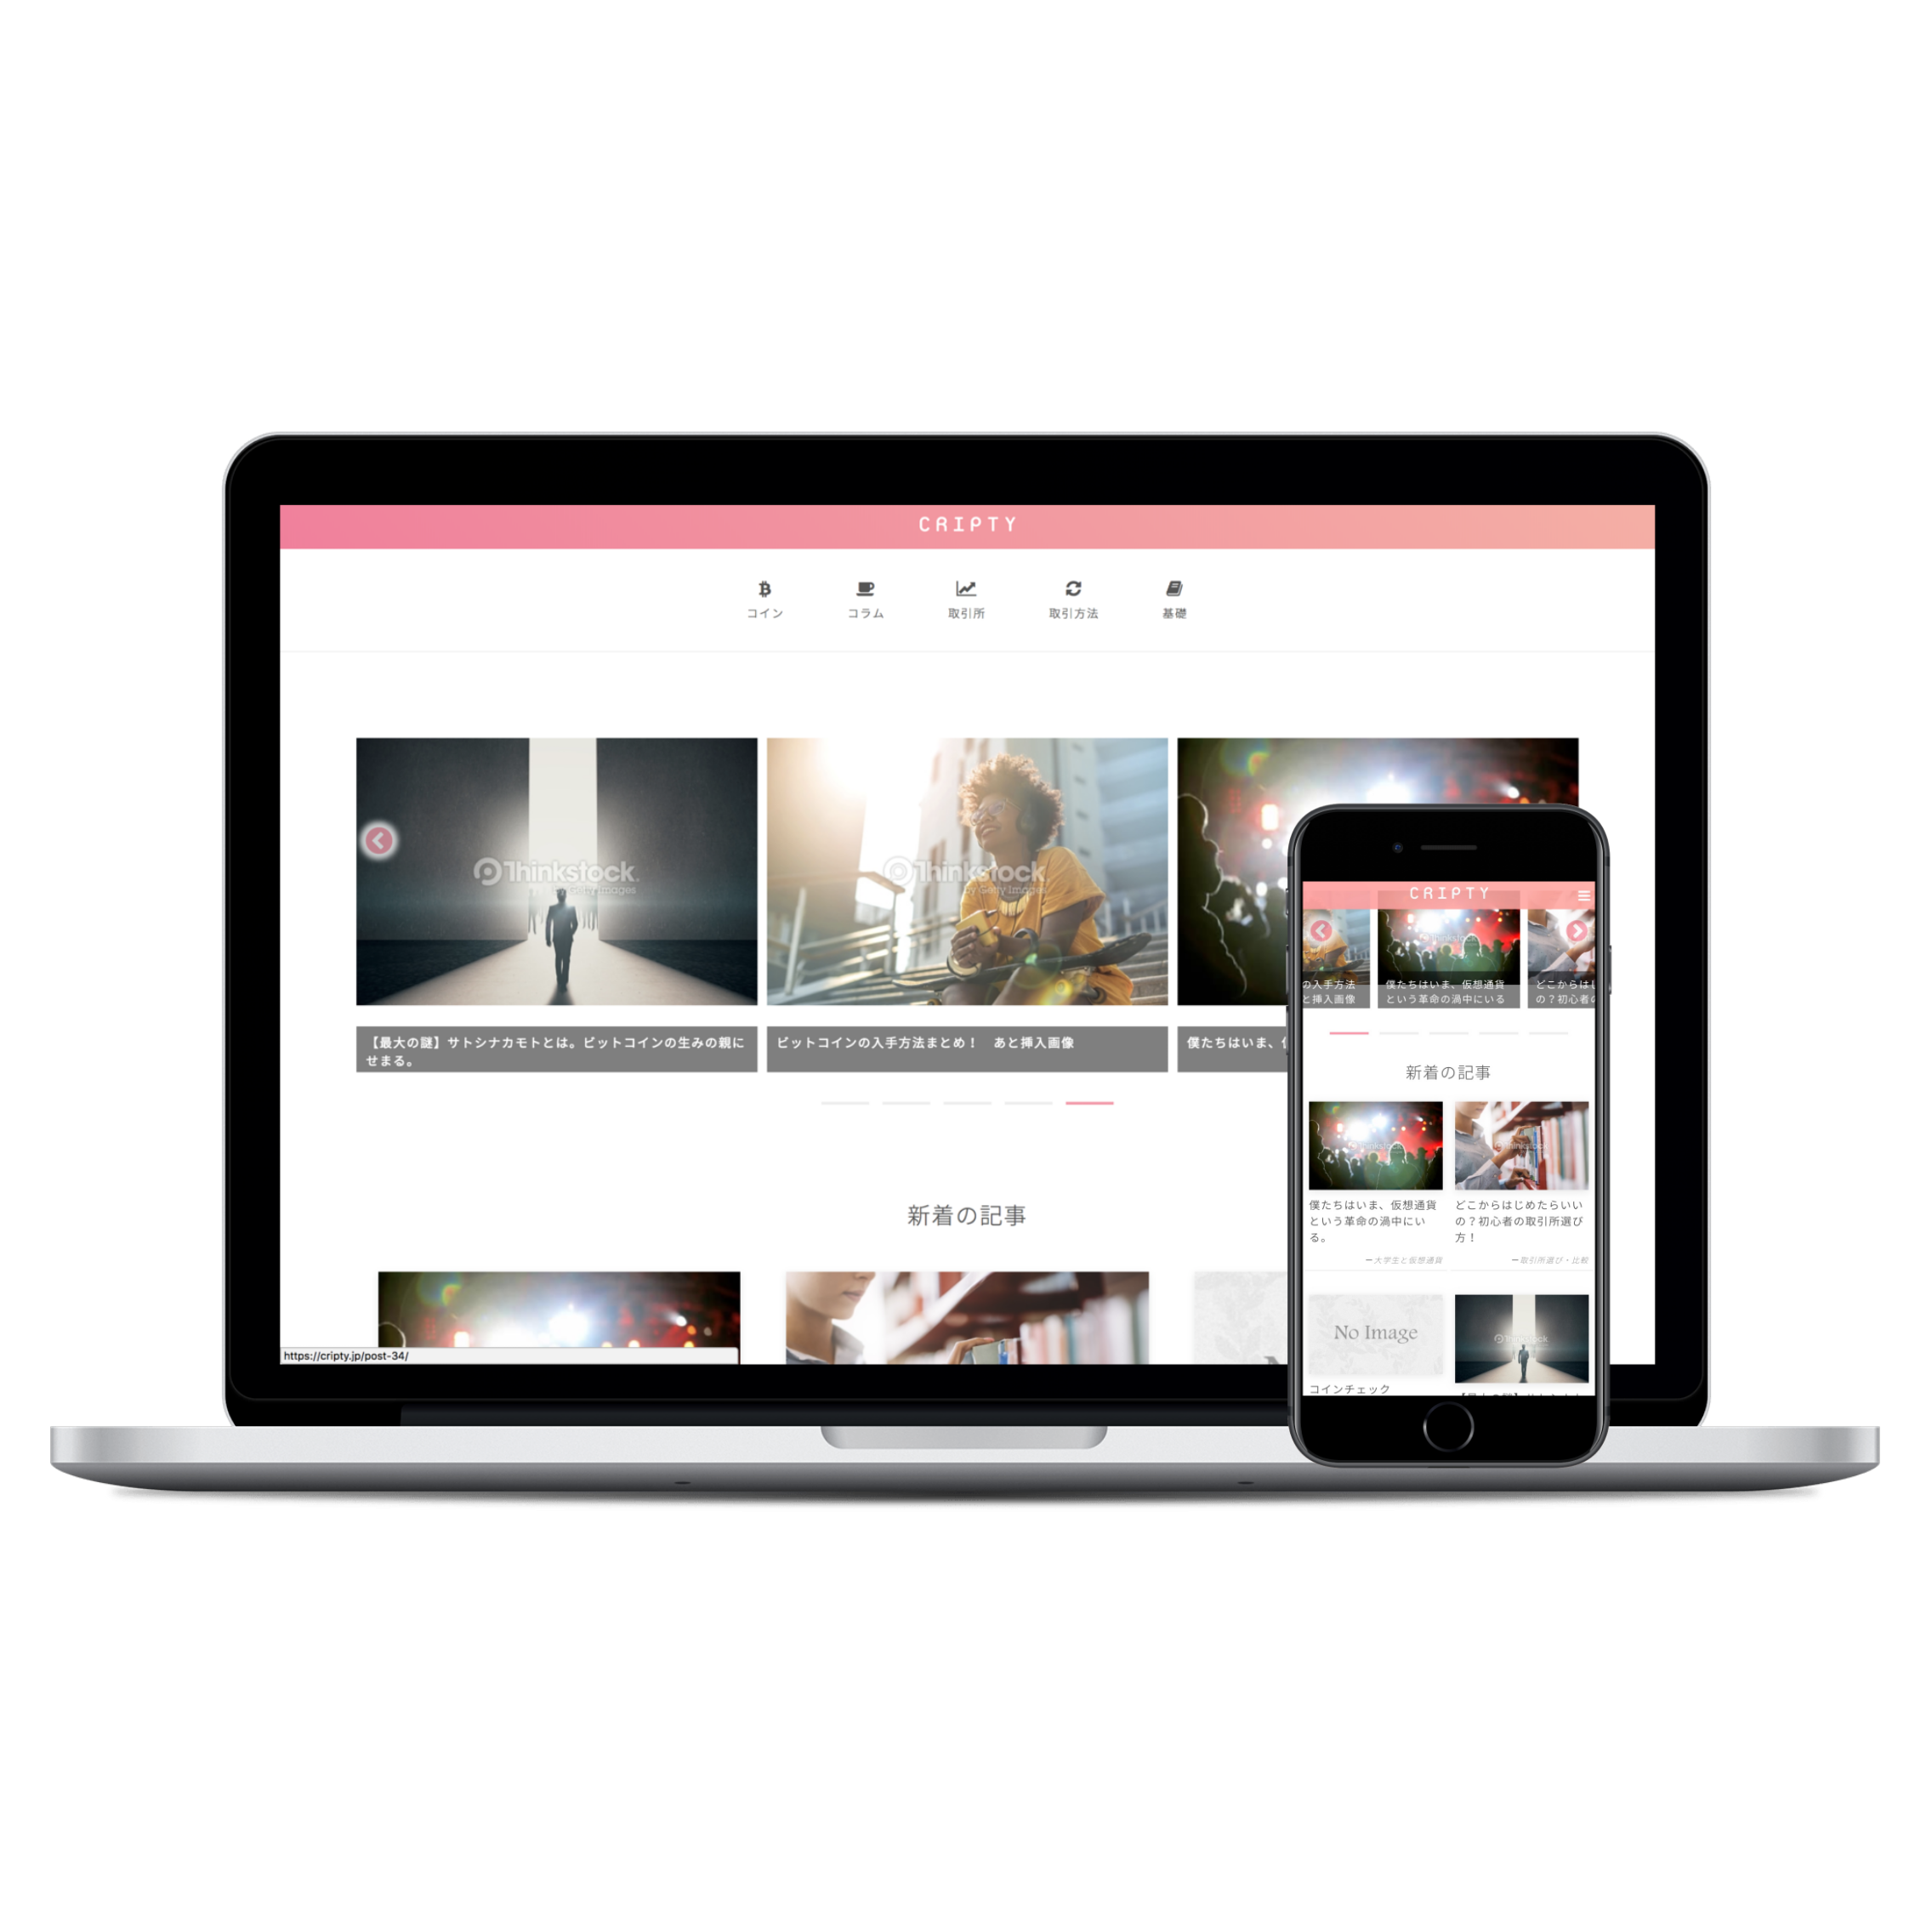 CRIPTY
コイン
コラム
取引所
取引方法
基礎
Thinkstock.
by Getty Images
Thinkstock
by Getty Images
【最大の謎】サトシナカモトとは。ビットコインの生みの親に
せまる。
ビットコインの入手方法まとめ！　あと挿入画像
僕たちはいま、
新着の記事
https://cripty.jp/post-34/
CRIPTY
の入手方法
と挿入画像
僕たちはいま、仮想通貨
という革命の渦中にいる
どこからはじ
の？初心者の
新着の記事
僕たちはいま、仮想通貨
という革命の渦中にい
る。
ー大学生と仮想通貨
どこからはじめたらいい
の？初心者の取引所選び
方！
ー取引所選び・比較
No Image
Thinkstock
コインチェック